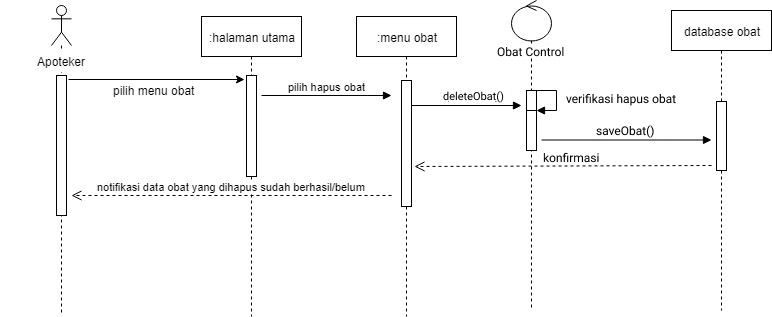 :halaman utama
:menu obat
database obat
Obat Control
Apoteker
pilih menu obat
pilih hapus obat
deleteObat()
verifikasi hapus obat
saveObat()
konfirmasi
notifikasi data obat yang dihapus sudah berhasil/belum